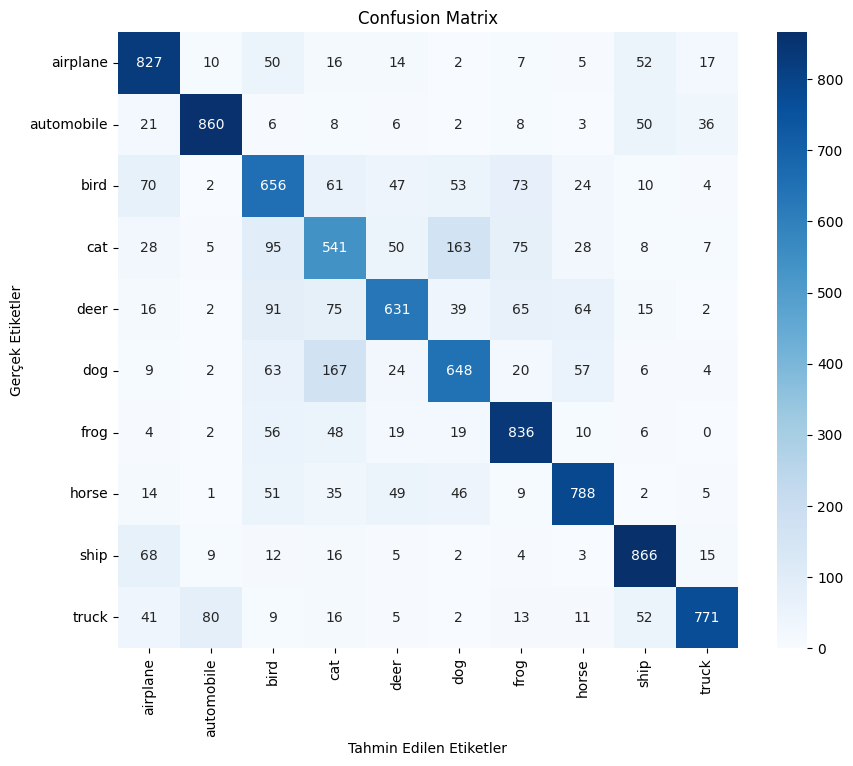 Confusion Matrix
Gerçek Etiketler
airplane 827 10 50 16 14 2 7 5 52 17
automobile 21 860 6 8 6 2 8 3 50 36
bird 70 2 656 61 47 53 73 24 10 4
cat 28 5 95 541 50 163 75 28 8 7
deer 16 2 91 75 631 39 65 64 15 2
dog 9 2 63 167 24 648 20 57 6 4
frog 4 2 56 48 19 19 836 10 6 0
horse 14 1 51 35 49 46 9 788 2 5
ship 68 9 12 16 5 2 4 3 866 15
truck 41 80 9 16 5 2 13 11 52 771
airplane automobile bird cat deer dog frog horse ship truck
Tahmin Edilen Etiketler
800
700
600
500
400
300
200
100
0